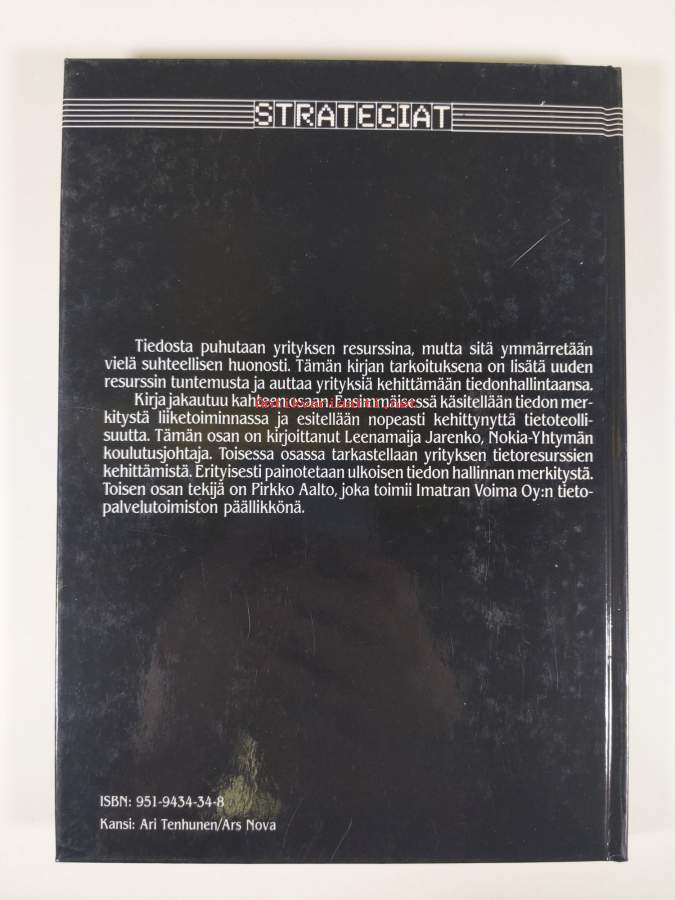 STRATEGIAT
Tiedosta puhutaan yrityksen resurssina, mutta sitä ymmärretään
vielä suhteellisen huonosti. Tämän kirjan tarkoituksena on lisätä uuden
resurssin tuntemusta ja auttaa yrityksiä kehittämään tiedonhallintaansa.
Kirja jakautuu kahteen osaan. Ensimmäisessä käsitellään tiedon mer-
kitystä liiketoiminnassa ja esitellään nopeasti kehittynyttä tietoteolli-
suutta. Tämän osan on kirjoittanut Leenamaija Jarenko, Nokia-Yhtymän
koulutusjohtaja. Toisessa osassa tarkastellaan yrityksen tietoresurssien
kehittämistä. Erityisesti painotetaan ulkoisen tiedon hallinnan merkitystä.
Toisen osan tekijä on Pirkko Aalto, joka toimii Imatran Voima Oy:n tieto-
palvelutoimiston päällikkönä.
ISBN: 951-9434-34-8
Kansi: Ari Tenhunen/Ars Nova